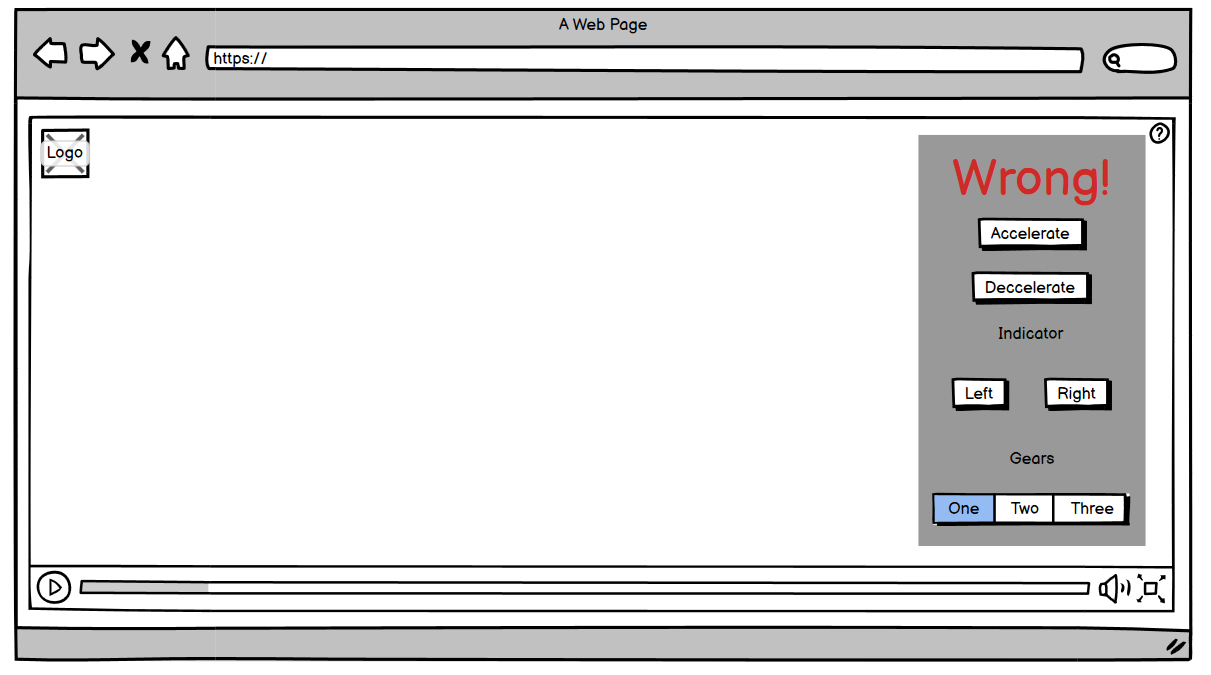 A Web Page
https://
Logo
?
Wrong!
Accelerate
Deccelerate
Indicator
Left Right
Gears
One Two Three